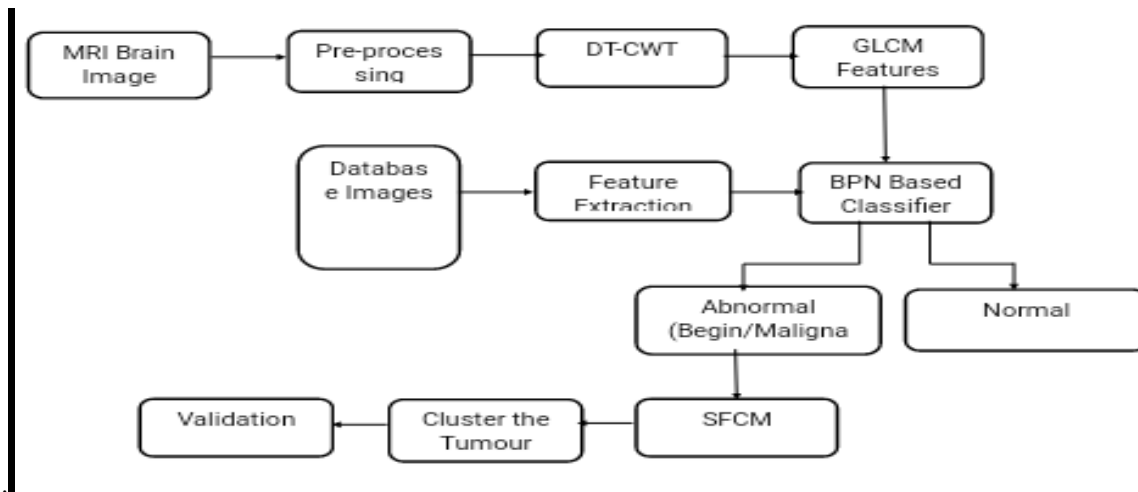 MRI Brain
Image
Pre-proces
sing
DT-CWT
GLCM
Features
Databas
e Images
Feature
Extraction
BPN Based
Classifier
Abnormal
(Begin/Maligna
Normal
Validation
Cluster the
Tumour
SFCM